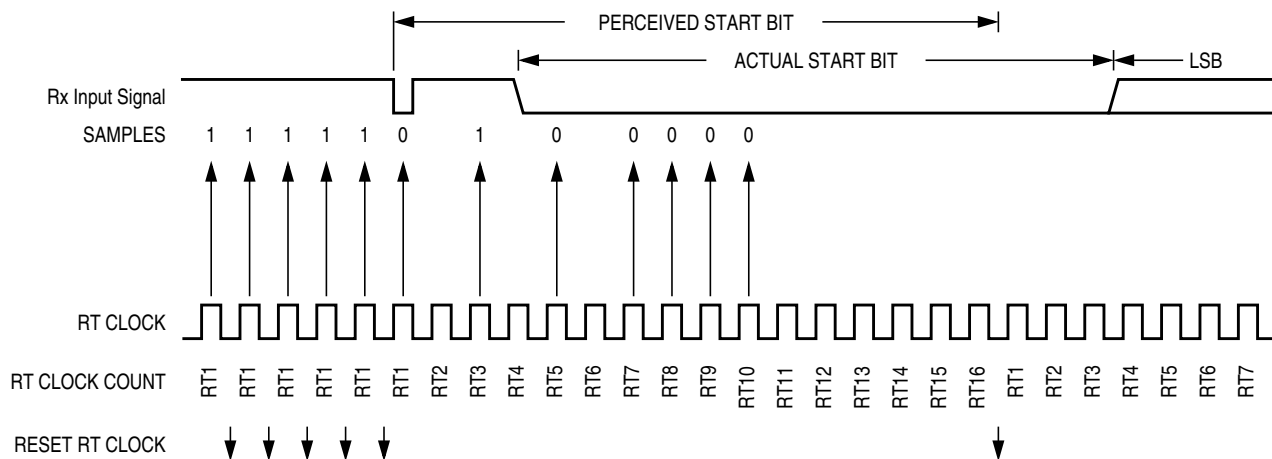 PERCEIVED START BIT
ACTUAL START BIT LSB
Rx Input Signal
SAMPLES 1 1 1 1 1 0 1 0 0 0 0 0
RT CLOCK
RT CLOCK COUNT RT1 RT1 RT1 RT1 RT1 RT1 RT2 RT3 RT4 RT5 RT6 RT7 RT8 RT9 RT10 RT11 RT12 RT13 RT14 RT15 RT16 RT1 RT2 RT3 RT4 RT5 RT6 RT7
RESET RT CLOCK